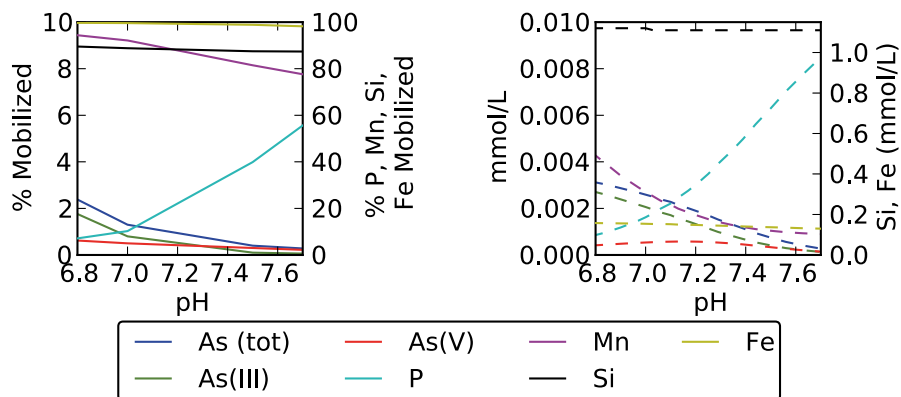 % Mobilized
10
8
6
4
2
0
100
80
60
40
20
0
% P, Mn, Si,
Fe Mobilized
6.8 7.0 7.2 7.4 7.6
pH
mmol/L
0.010
0.008
0.006
0.004
0.002
0.000
1.0
0.8
0.6
0.4
0.2
0.0
Si, Fe (mmol/L)
6.8 7.0 7.2 7.4 7.6
pH
As (tot) As(V) Mn Fe
As(III) P Si